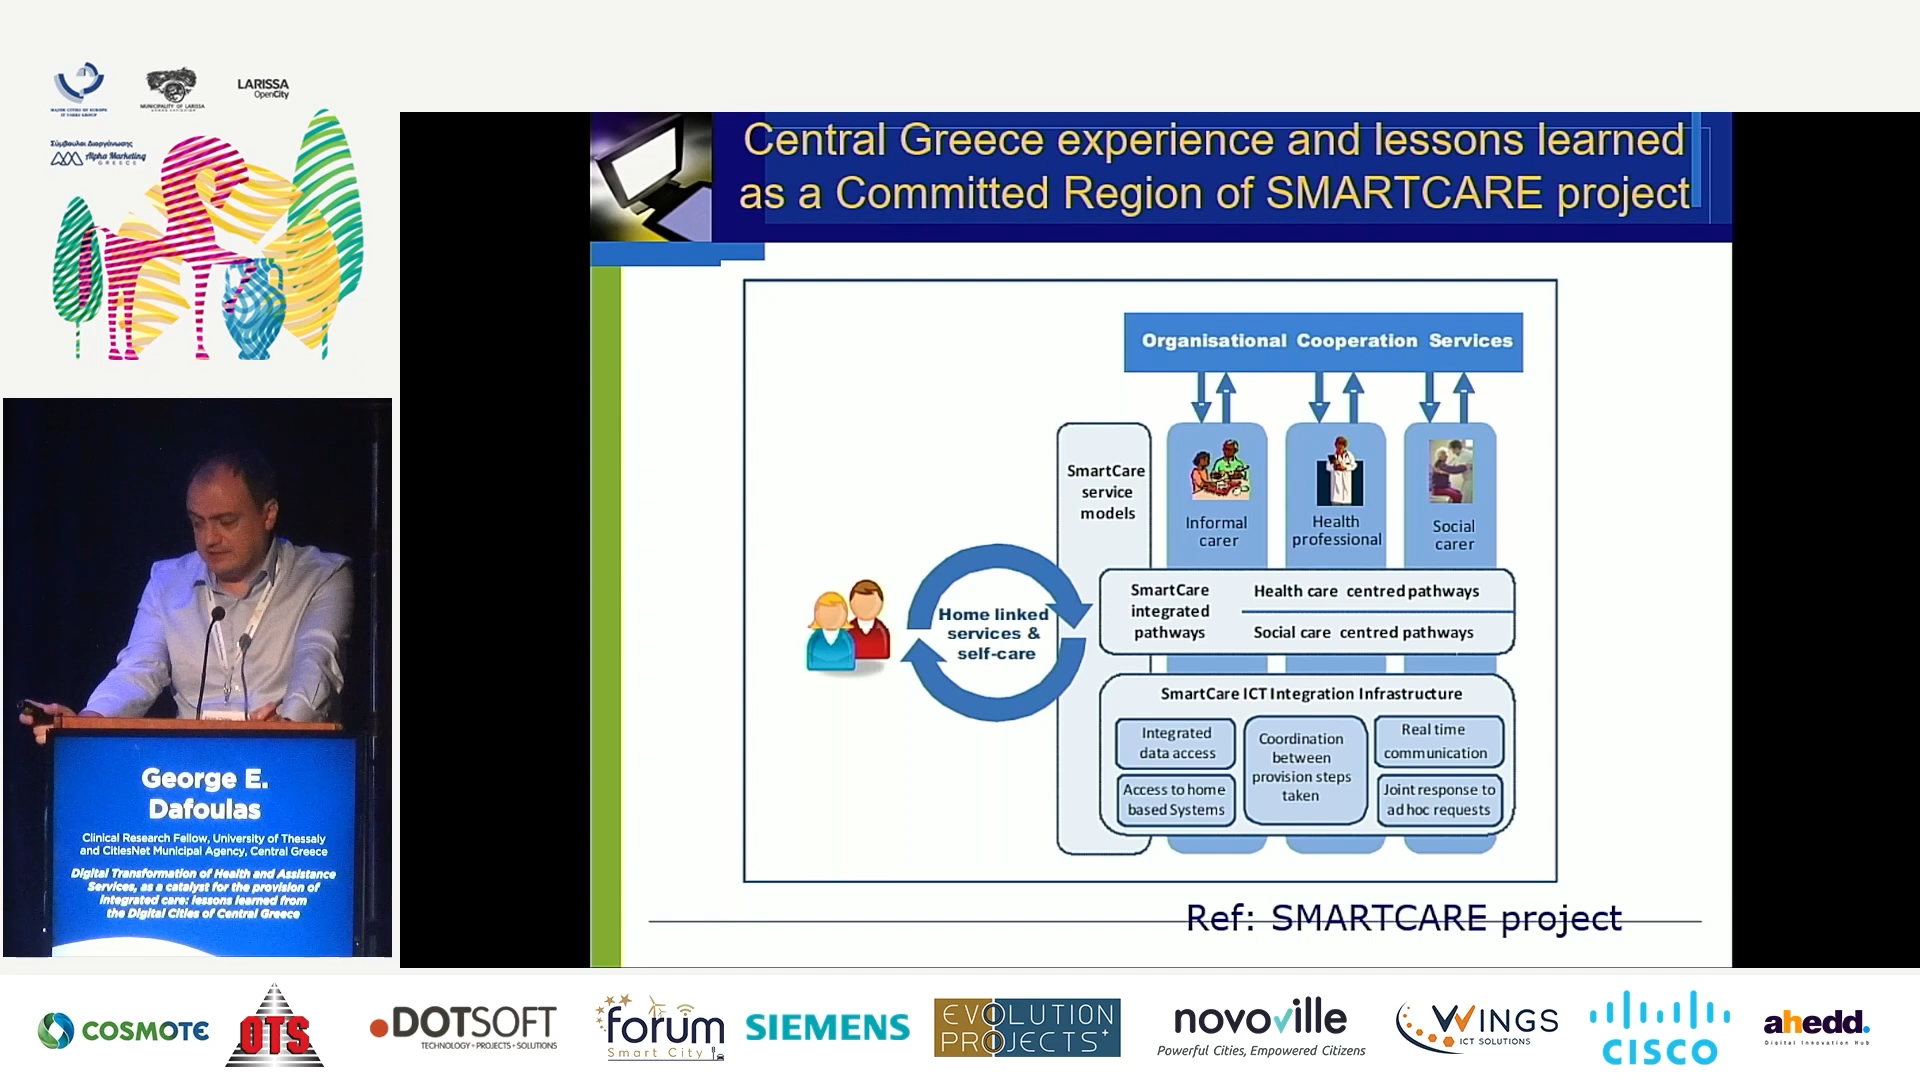 MAJOR CITIES OF EUROPE
IT USERS GROUP
MUNICIPALITY OF LARISSA
LARISSA
OpenCity
Σύμβουλοι Διοργάνωσης
Alpha Marketing
GREECE
Central Greece experience and lessons learned
as a Committed Region of SMARTCARE project
Organisational Cooperation Services
SmartCare
service
models
Informal
carer
Health
professional
Social
carer
Home linked
services &
self-care
SmartCare
integrated
pathways
Health care centred pathways
Social care centred pathways
SmartCare ICT Integration Infrastructure
Integrated
data access
Coordination
between
provision steps
taken
Real time
communication
Access to home
based Systems
Joint response to
ad hoc requests
Ref: SMARTCARE project
George E.
Dafoulas
Clinical Research Fellow, University of Thessaly
and CitiesNet Municipal Agency, Central Greece
Digital Transformation of Health and Assistance
Services, as a catalyst for the provision of
integrated care: lessons learned from
the Digital Cities of Central Greece
COSMOTE
OTS
DOTSOFT
TECHNOLOGY • PROJECTS • SOLUTIONS
forum
Smart City
SIEMENS
EVOLUTION
PROJECTS+
novoville
Powerful Cities, Empowered Citizens
WINGS
ICT SOLUTIONS
CISCO
ahedd.
Digital Innovation Hub